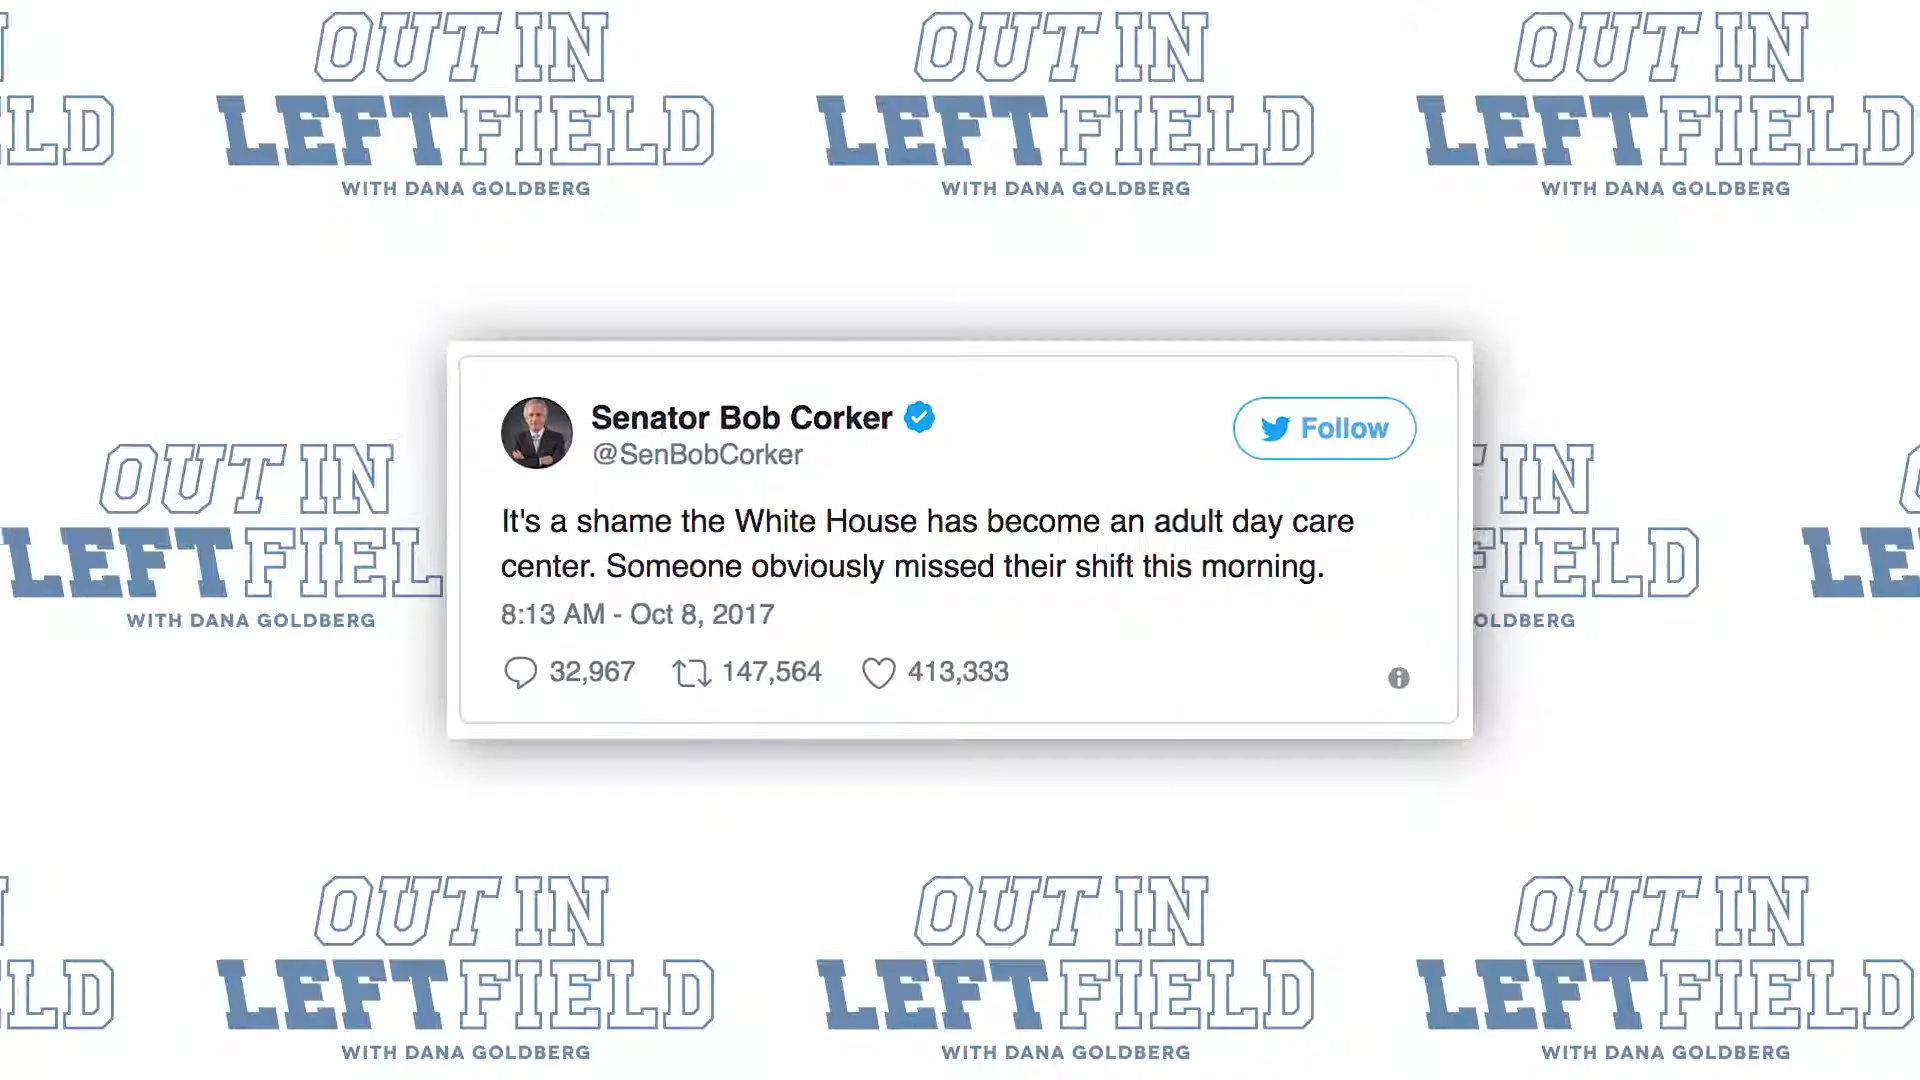 OUT IN
LEFT FIELD
WITH DANA GOLDBERG
OUT IN
LEFT FIELD
WITH DANA GOLDBERG
OUT IN
LEFT FIELD
WITH DANA GOLDBERG
LD
Senator Bob Corker
@SenBobCorker
Follow
It's a shame the White House has become an adult day care
center. Someone obviously missed their shift this morning.
8:13 AM - Oct 8, 2017
32,967 147,564 413,333
OUT IN
LEFT FIEL
WITH DANA GOLDBERG
IN
FIELD
OLDBERG
LE
OUT IN
LEFT FIELD
WITH DANA GOLDBERG
OUT IN
LEFT FIELD
WITH DANA GOLDBERG
OUT IN
LEFT FIELD
WITH DANA GOLDBERG
LD